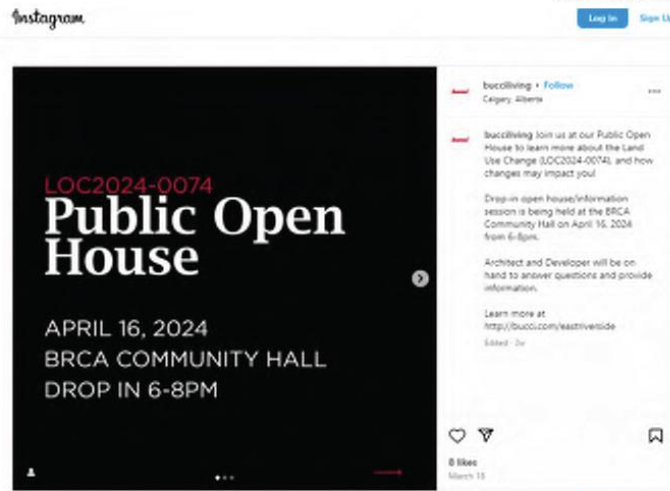 Instagram
Log In
Sign Up
LOC2024-0074
Public Open
House
APRIL 16, 2024
BRCA COMMUNITY HALL
DROP IN 6-8PM
bucciliving • Follow
Calgary, Alberta
bucciliving Join us at our Public Open
House to learn more about the Land
Use Change (LOC2024-0074), and how
changes may impact you!
Drop-in open house/information
session is being held at the BRCA
Community Hall on April 16, 2024
from 6-8pm.
Architect and Developer will be on
hand to answer questions and provide
information.
Learn more at
http://bucci.com/eastriverside
Edited · 2w
8 likes
March 18